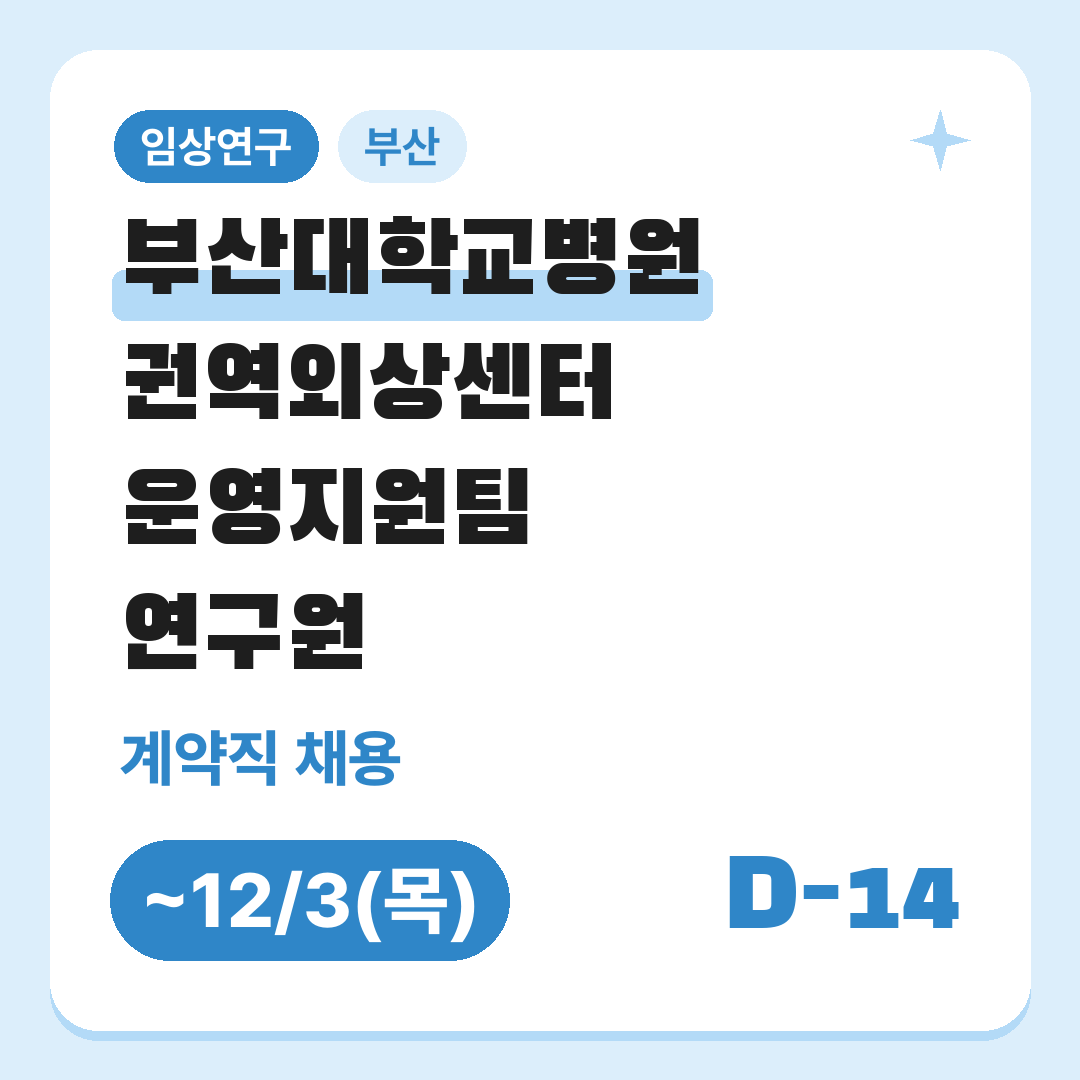 임상연구 부산
부산대학교병원
권역외상센터
운영지원팀
연구원
계약직 채용
~12/3(목) D-14